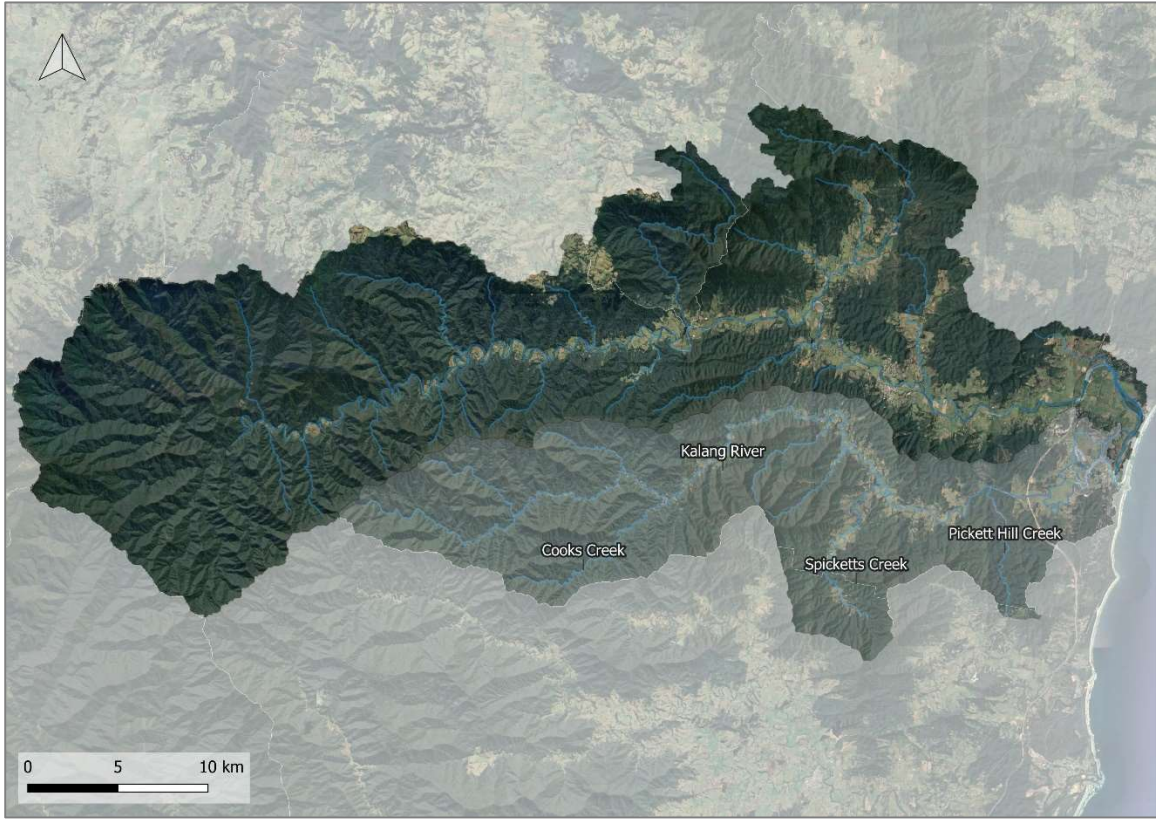 Kalang River
Cooks Creek
Spicketts Creek
Pickett Hill Creek
0 5 10 km